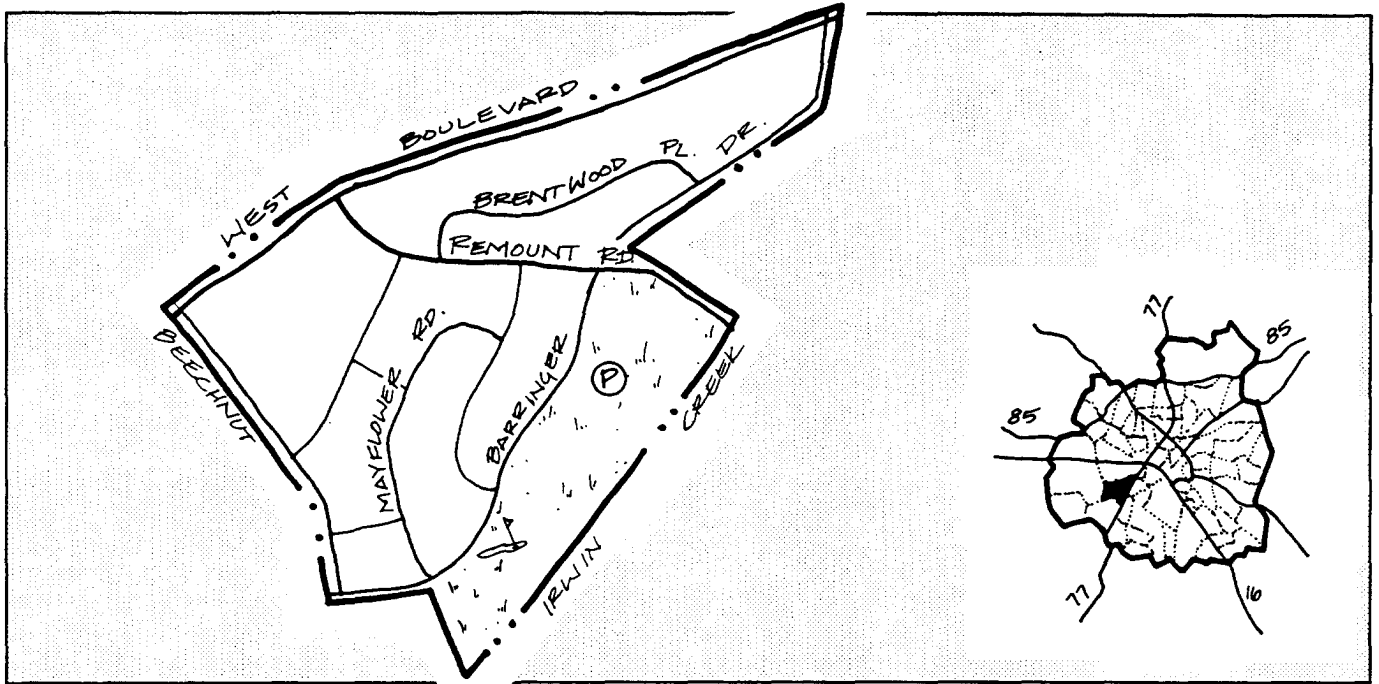 WEST BOULEVARD
BRENTWOOD PL.
DR.
REMOUNT RD.
BEECHNUT
MAYFLOWER RD.
BARRINGER
P
CREEK
IRWIN
77
85
85
77
16